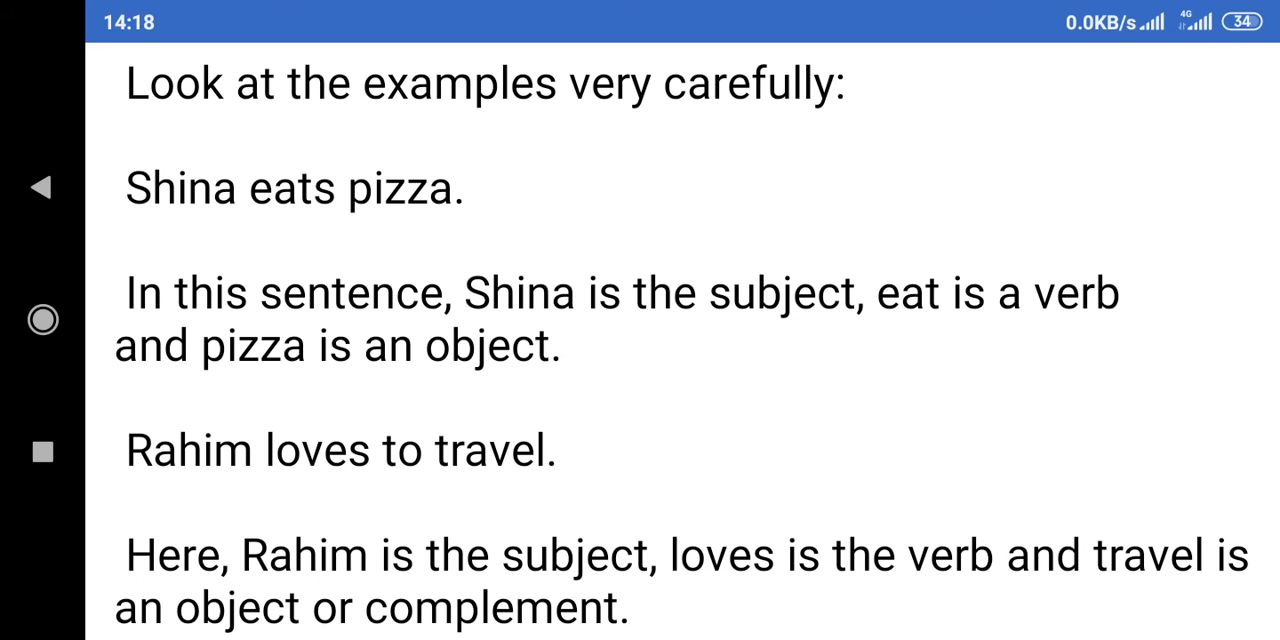 14:18
0.0KB/s 4G 34
Look at the examples very carefully:
Shina eats pizza.
In this sentence, Shina is the subject, eat is a verb
and pizza is an object.
Rahim loves to travel.
Here, Rahim is the subject, loves is the verb and travel is
an object or complement.